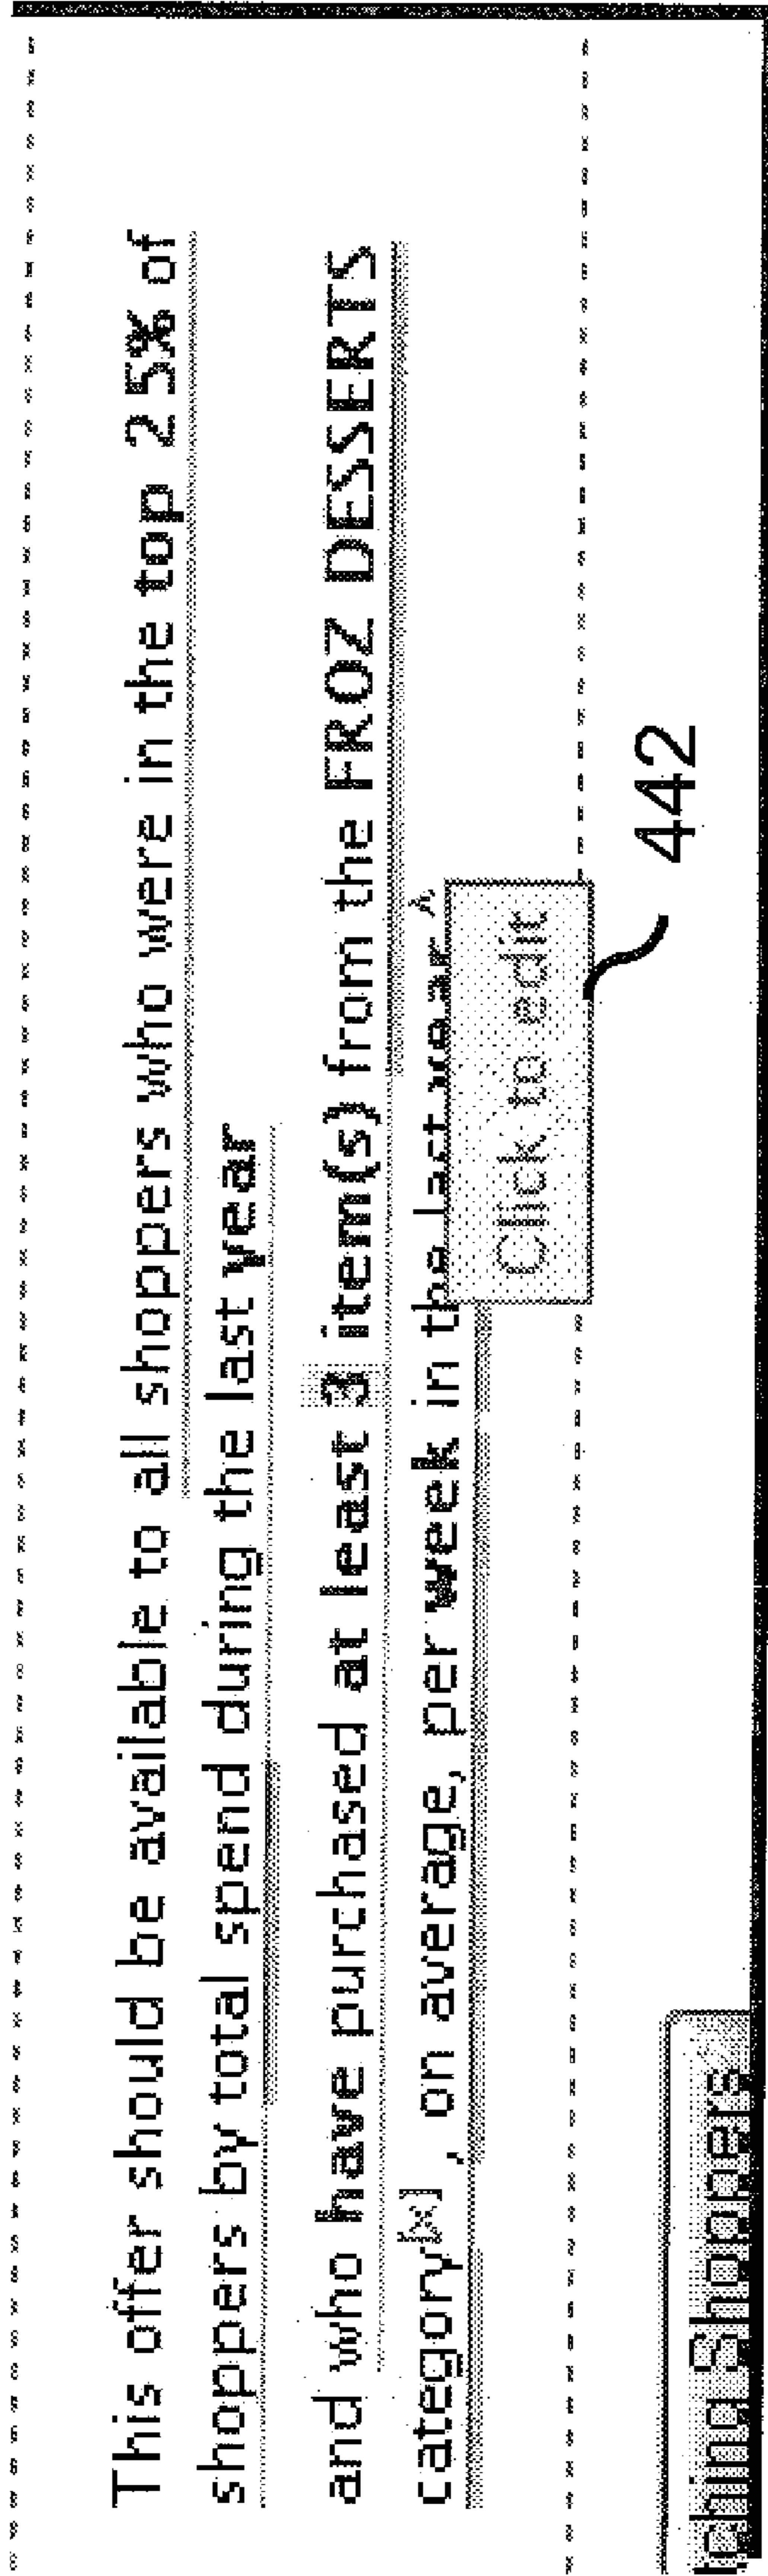 This offer should be available to all shoppers who were in the top 25% of
shoppers by total spend during the last year
and who have purchased at least 3 item(s) from the FROZ DESSERTS
category[x] , on average, per week in the last year
Click to edit
442
ching Shoppers